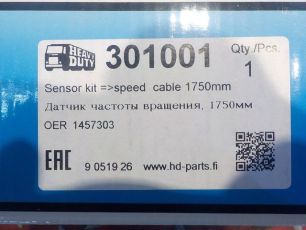 HEAVY DUTY 301001 Qty./Pcs.
1
Sensor kit =>speed cable 1750mm
Датчик частоты вращения, 1750мм
OER 1457303
EAC 9 0519 26 www.hd-parts.fi